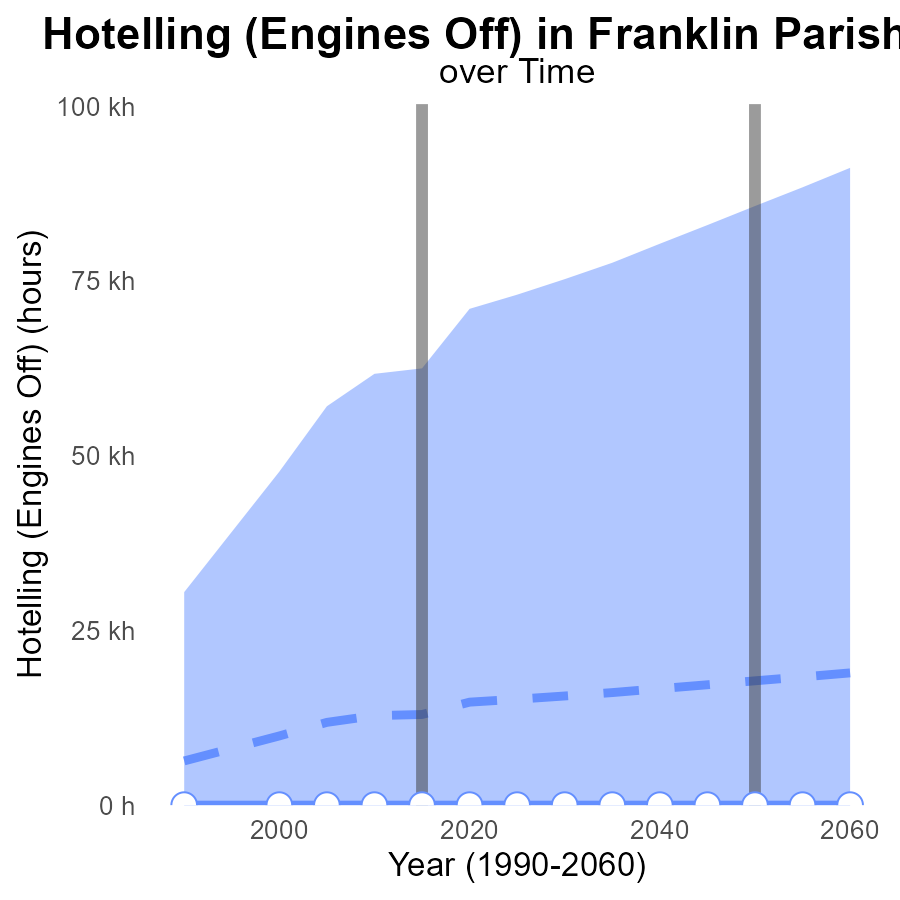 Hotelling (Engines Off) in Franklin Parish
over Time
100 kh
75 kh
50 kh
25 kh
0 h
Hotelling (Engines Off) (hours)
2000
2020
2040
2060
Year (1990-2060)